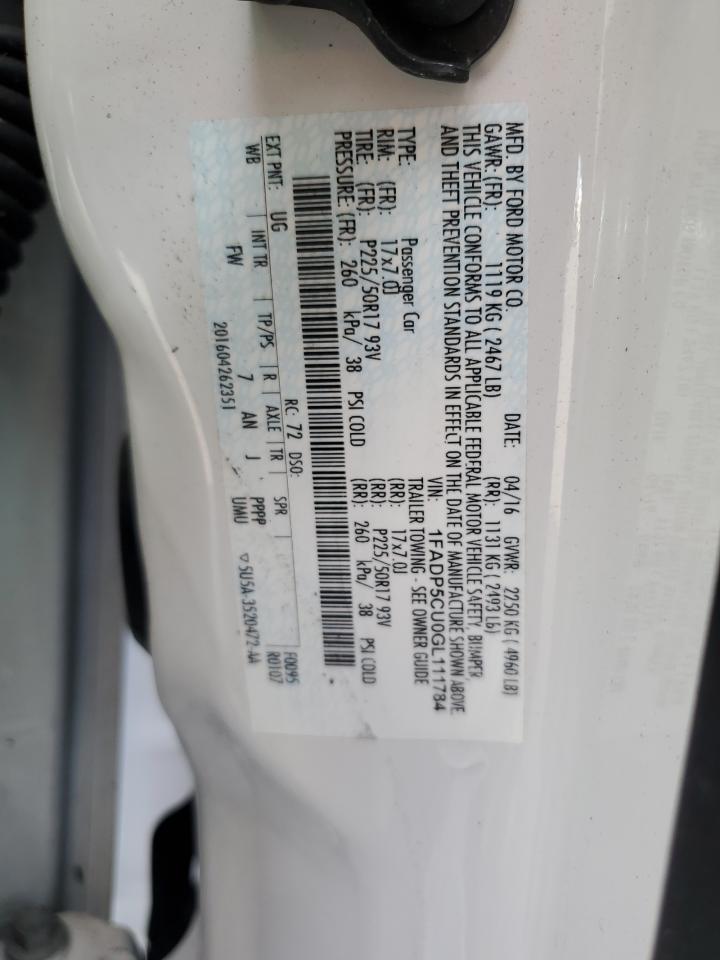 MFD. BY FORD MOTOR CO. DATE: 04/16 GVWR: 2250 KG ( 4960 LB)
GAWR: (FR): 1119 KG ( 2467 LB) (RR): 1131 KG ( 2493 LB)
THIS VEHICLE CONFORMS TO ALL APPLICABLE FEDERAL MOTOR VEHICLE SAFETY, BUMPER
AND THEFT PREVENTION STANDARDS IN EFFECT ON THE DATE OF MANUFACTURE SHOWN ABOVE.
VIN: 1FADP5CU0GL111784
TYPE: Passenger Car TRAILER TOWING - SEE OWNER GUIDE
RIM: (FR): 17x7.0J (RR): 17x7.0J
TIRE: (FR): P225/50R17 93V (RR): P225/50R17 93V
PRESSURE: (FR): 260 kPa/ 38 PSI COLD (RR): 260 kPa/ 38 PSI COLD
EXT PNT: UG RC: 72 DSO: F0095
WB INT TR TP/PS R AXLE TR SPR R0107
FW 7 AN J PPPP
UMU
201604262351 ▽5U5A-3520472-AA